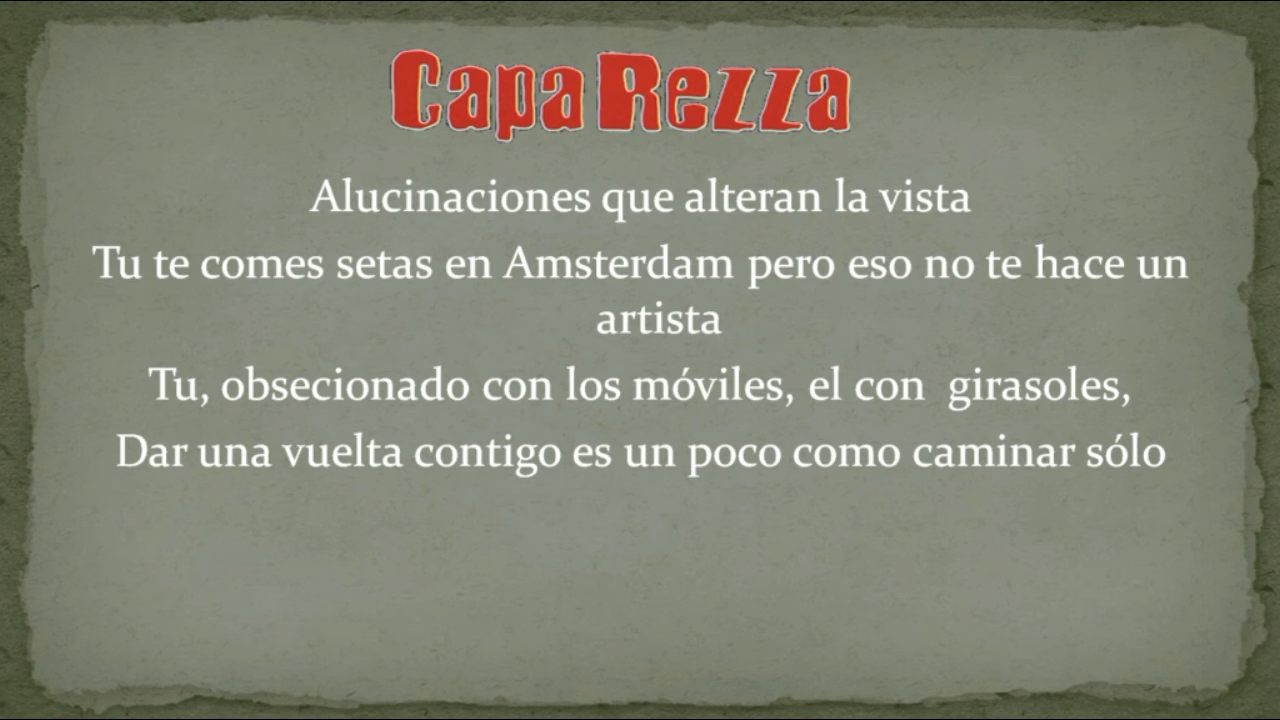 CapaRezza
Alucinaciones que alteran la vista
Tu te comes setas en Amsterdam pero eso no te hace un
artista
Tu, obsecionado con los móviles, el con  girasoles,
Dar una vuelta contigo es un poco como caminar sólo